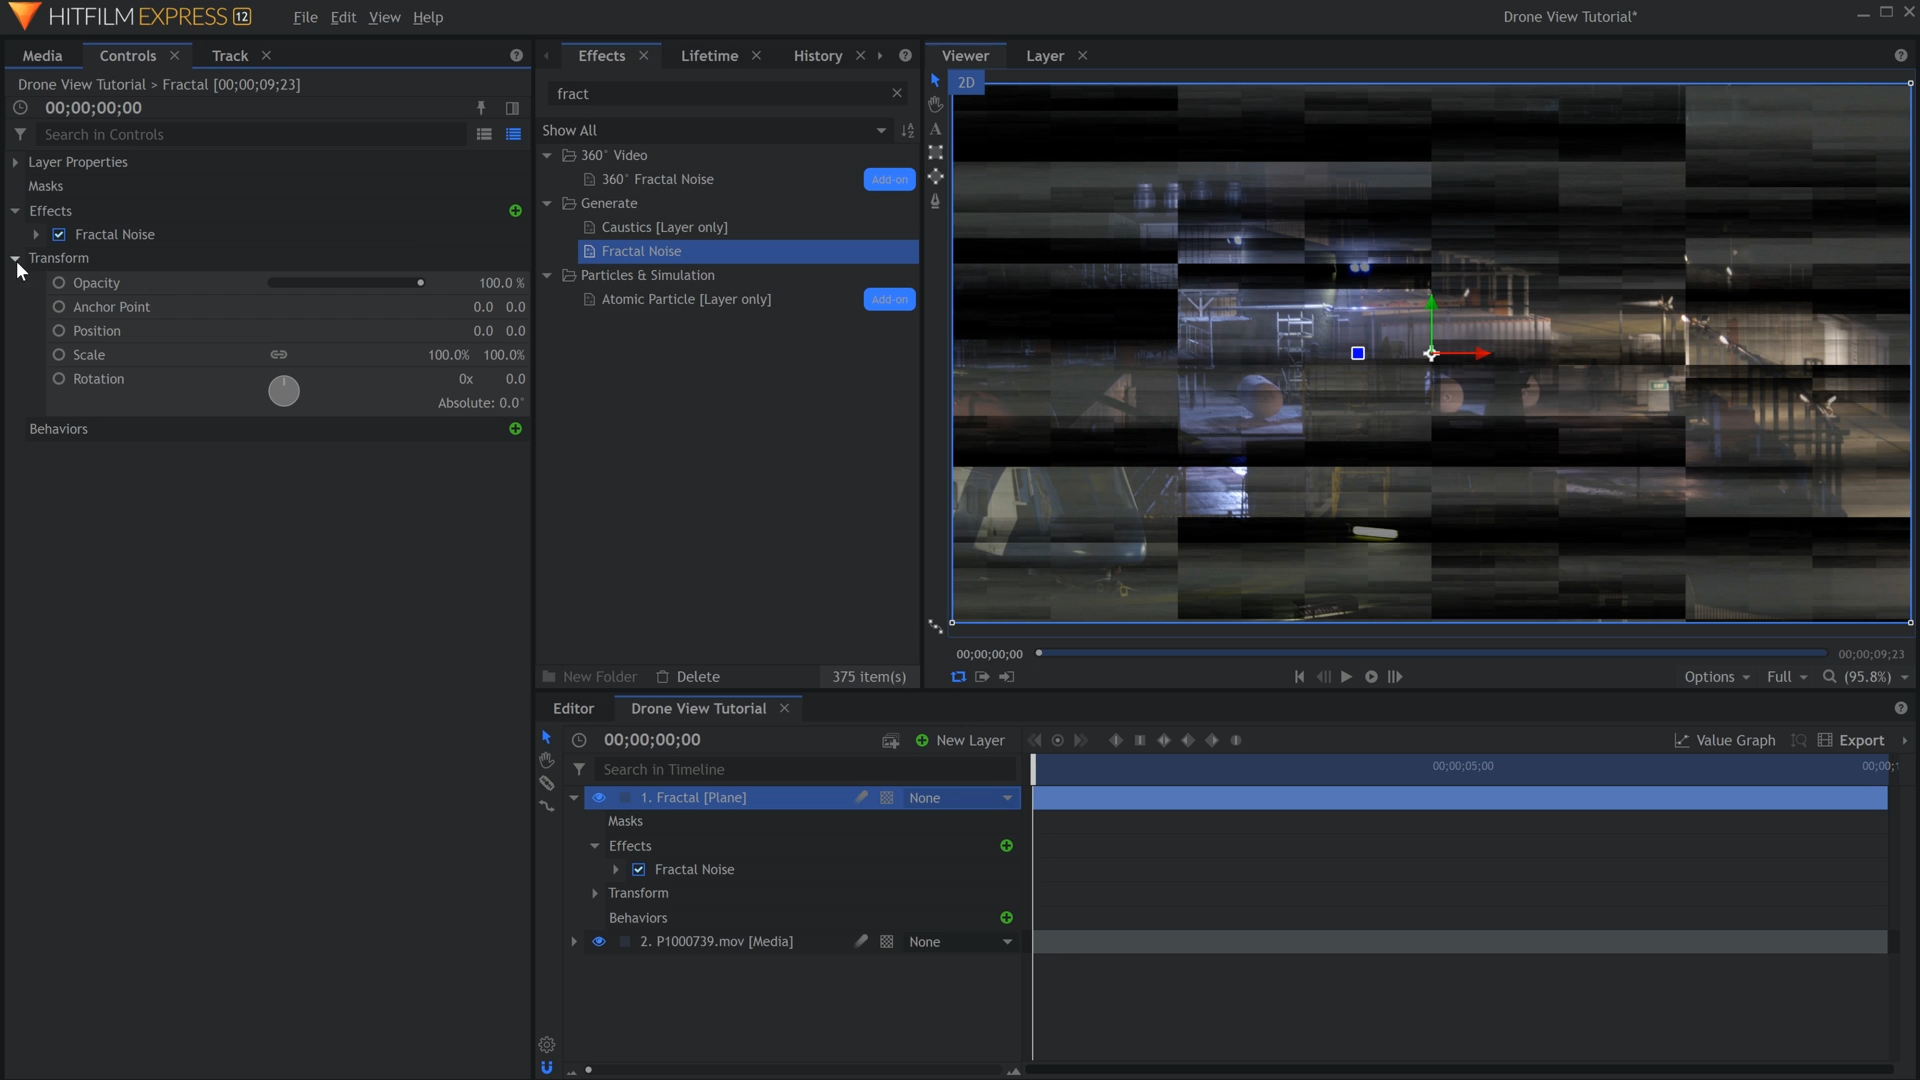 HITFILM EXPRESS 12
File Edit View Help
Drone View Tutorial*
Media Controls Track
Drone View Tutorial > Fractal [00;00;09;23]
00;00;00;00
Search in Controls
Layer Properties
Masks
Effects
Fractal Noise
Transform
Opacity 100.0 %
Anchor Point 0.0 0.0
Position 0.0 0.0
Scale 100.0% 100.0%
Rotation 0x 0.0
Absolute: 0.0°
Behaviors
Effects Lifetime History
fract
Show All
360° Video
360° Fractal Noise Add-on
Generate
Caustics [Layer only]
Fractal Noise
Particles & Simulation
Atomic Particle [Layer only] Add-on
New Folder Delete 375 item(s)
Viewer Layer
2D
00;00;00;00 00;00;09;23
Options Full (95.8%)
Editor Drone View Tutorial
00;00;00;00 New Layer Value Graph Export
Search in Timeline 00;00;05;00 00;00;1
1. Fractal [Plane] None
Masks
Effects
Fractal Noise
Transform
Behaviors
2. P1000739.mov [Media] None